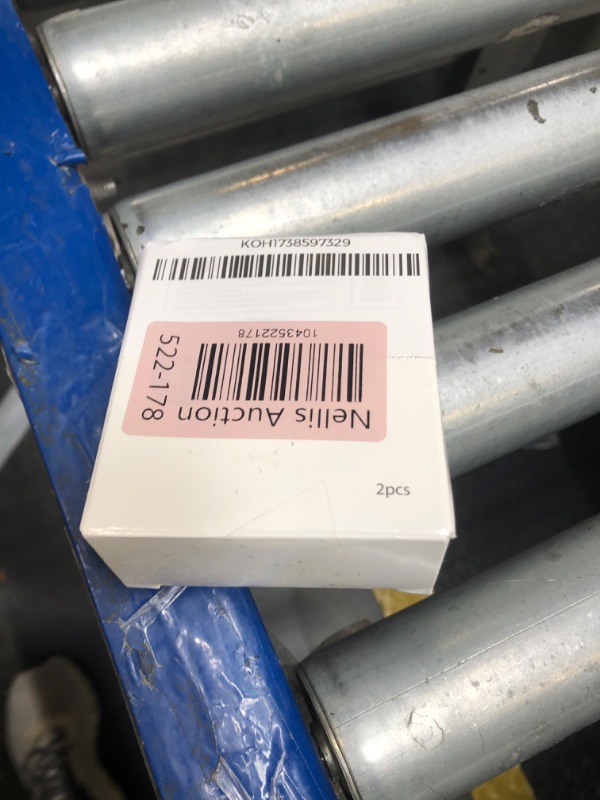 KOH1738597329
Nellis Auction
1043522178
522-178
2pcs